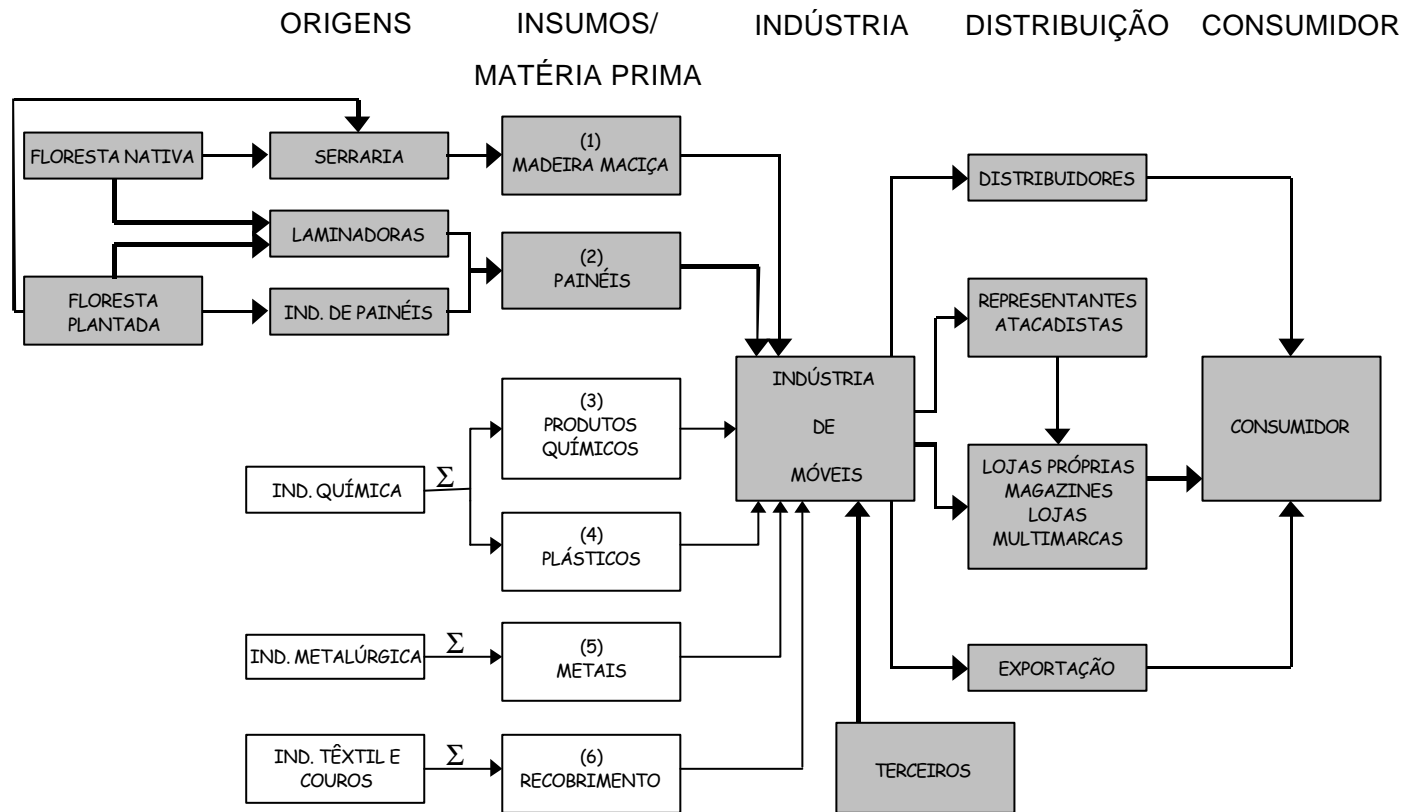 ORIGENS
INSUMOS/
MATÉRIA PRIMA
INDÚSTRIA
DISTRIBUIÇÃO
CONSUMIDOR
FLORESTA NATIVA
SERRARIA
(1)
MADEIRA MACIÇA
DISTRIBUIDORES
LAMINADORAS
(2)
PAINÉIS
FLORESTA
PLANTADA
IND. DE PAINÉIS
REPRESENTANTES
ATACADISTAS
INDÚSTRIA
DE
MÓVEIS
CONSUMIDOR
(3)
PRODUTOS
QUÍMICOS
IND. QUÍMICA
Σ
(4)
PLÁSTICOS
LOJAS PRÓPRIAS
MAGAZINES
LOJAS
MULTIMARCAS
IND. METALÚRGICA
Σ
(5)
METAIS
EXPORTAÇÃO
IND. TÊXTIL E
COUROS
Σ
(6)
RECOBRIMENTO
TERCEIROS